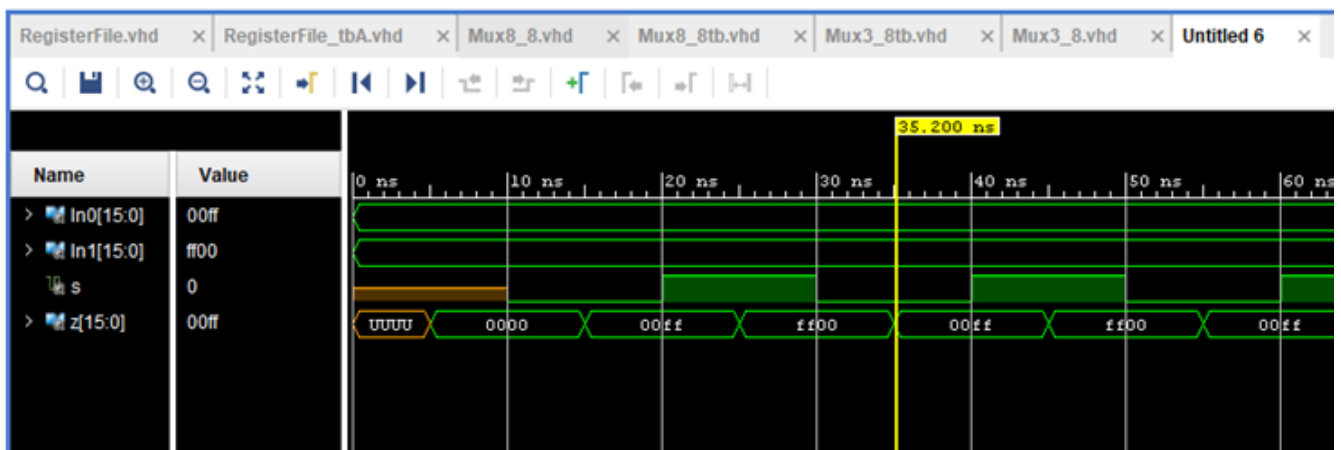 RegisterFile.vhd × RegisterFile_tbA.vhd × Mux8_8.vhd × Mux8_8tb.vhd × Mux3_8tb.vhd × Mux3_8.vhd × Untitled 6 ×
35.200 ns
Name Value
0 ns 10 ns 20 ns 30 ns 40 ns 50 ns 60 ns
In0[15:0] 00ff
In1[15:0] ff00
s 0
z[15:0] 00ff UUUU 0000 00ff ff00 00ff ff00 00ff